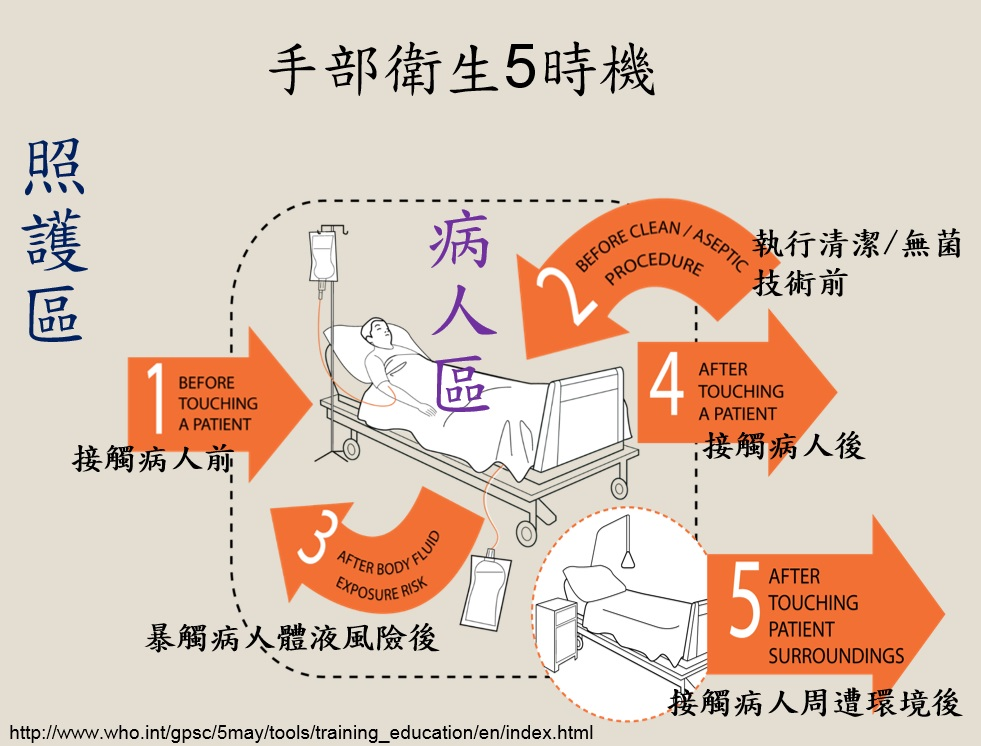 手部衛生5時機
照護區
病人區
1 BEFORE
TOUCHING
A PATIENT
接觸病人前
2 BEFORE CLEAN / ASEPTIC
PROCEDURE
執行清潔/無菌
技術前
3 AFTER BODY FLUID
EXPOSURE RISK
暴觸病人體液風險後
4 AFTER
TOUCHING
A PATIENT
接觸病人後
5 AFTER
TOUCHING
PATIENT
SURROUNDINGS
接觸病人周遭環境後
http://www.who.int/gpsc/5may/tools/training_education/en/index.html